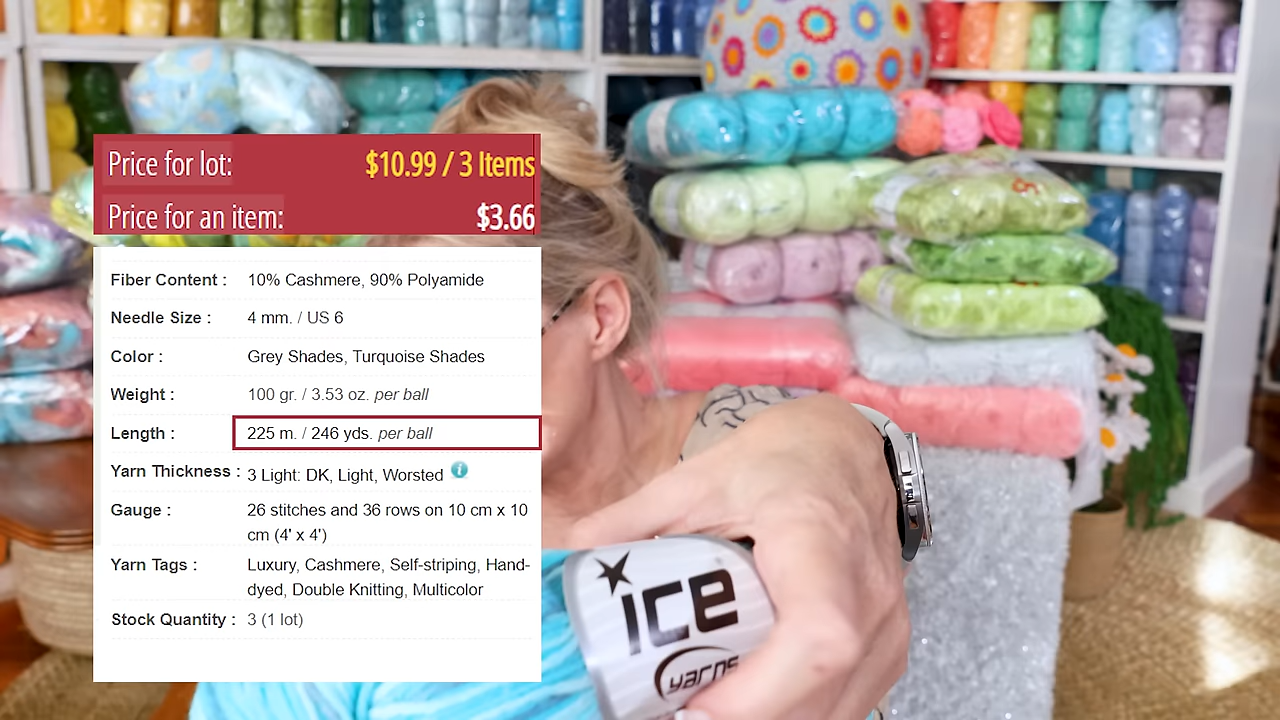 Price for lot: $10.99 / 3 Items
Price for an item: $3.66
Fiber Content : 10% Cashmere, 90% Polyamide
Needle Size : 4 mm. / US 6
Color : Grey Shades, Turquoise Shades
Weight : 100 gr. / 3.53 oz. per ball
Length : 225 m. / 246 yds. per ball
Yarn Thickness : 3 Light: DK, Light, Worsted
Gauge : 26 stitches and 36 rows on 10 cm x 10
cm (4' x 4')
Yarn Tags : Luxury, Cashmere, Self-striping, Hand-
dyed, Double Knitting, Multicolor
Stock Quantity : 3 (1 lot)
ice
yarns